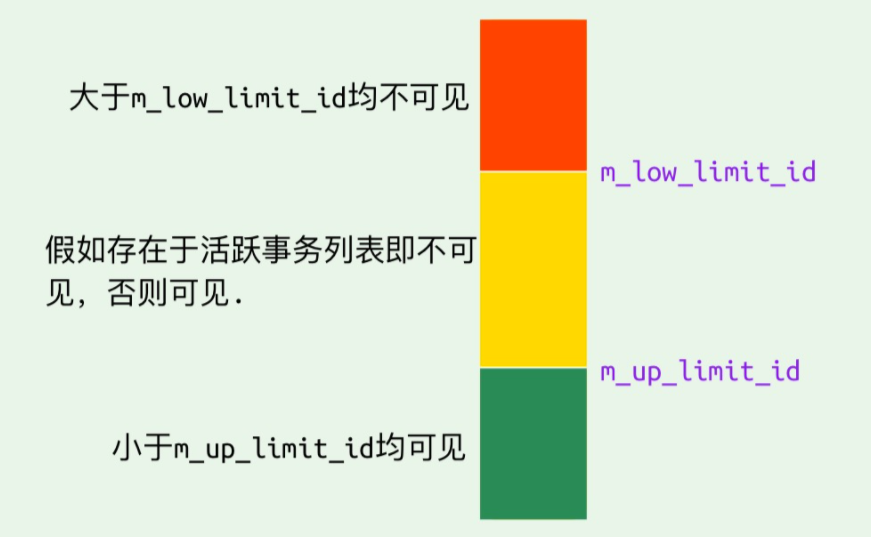 大于m_low_limit_id均不可见
m_low_limit_id
假如存在于活跃事务列表即不可
见，否则可见.
m_up_limit_id
小于m_up_limit_id均可见